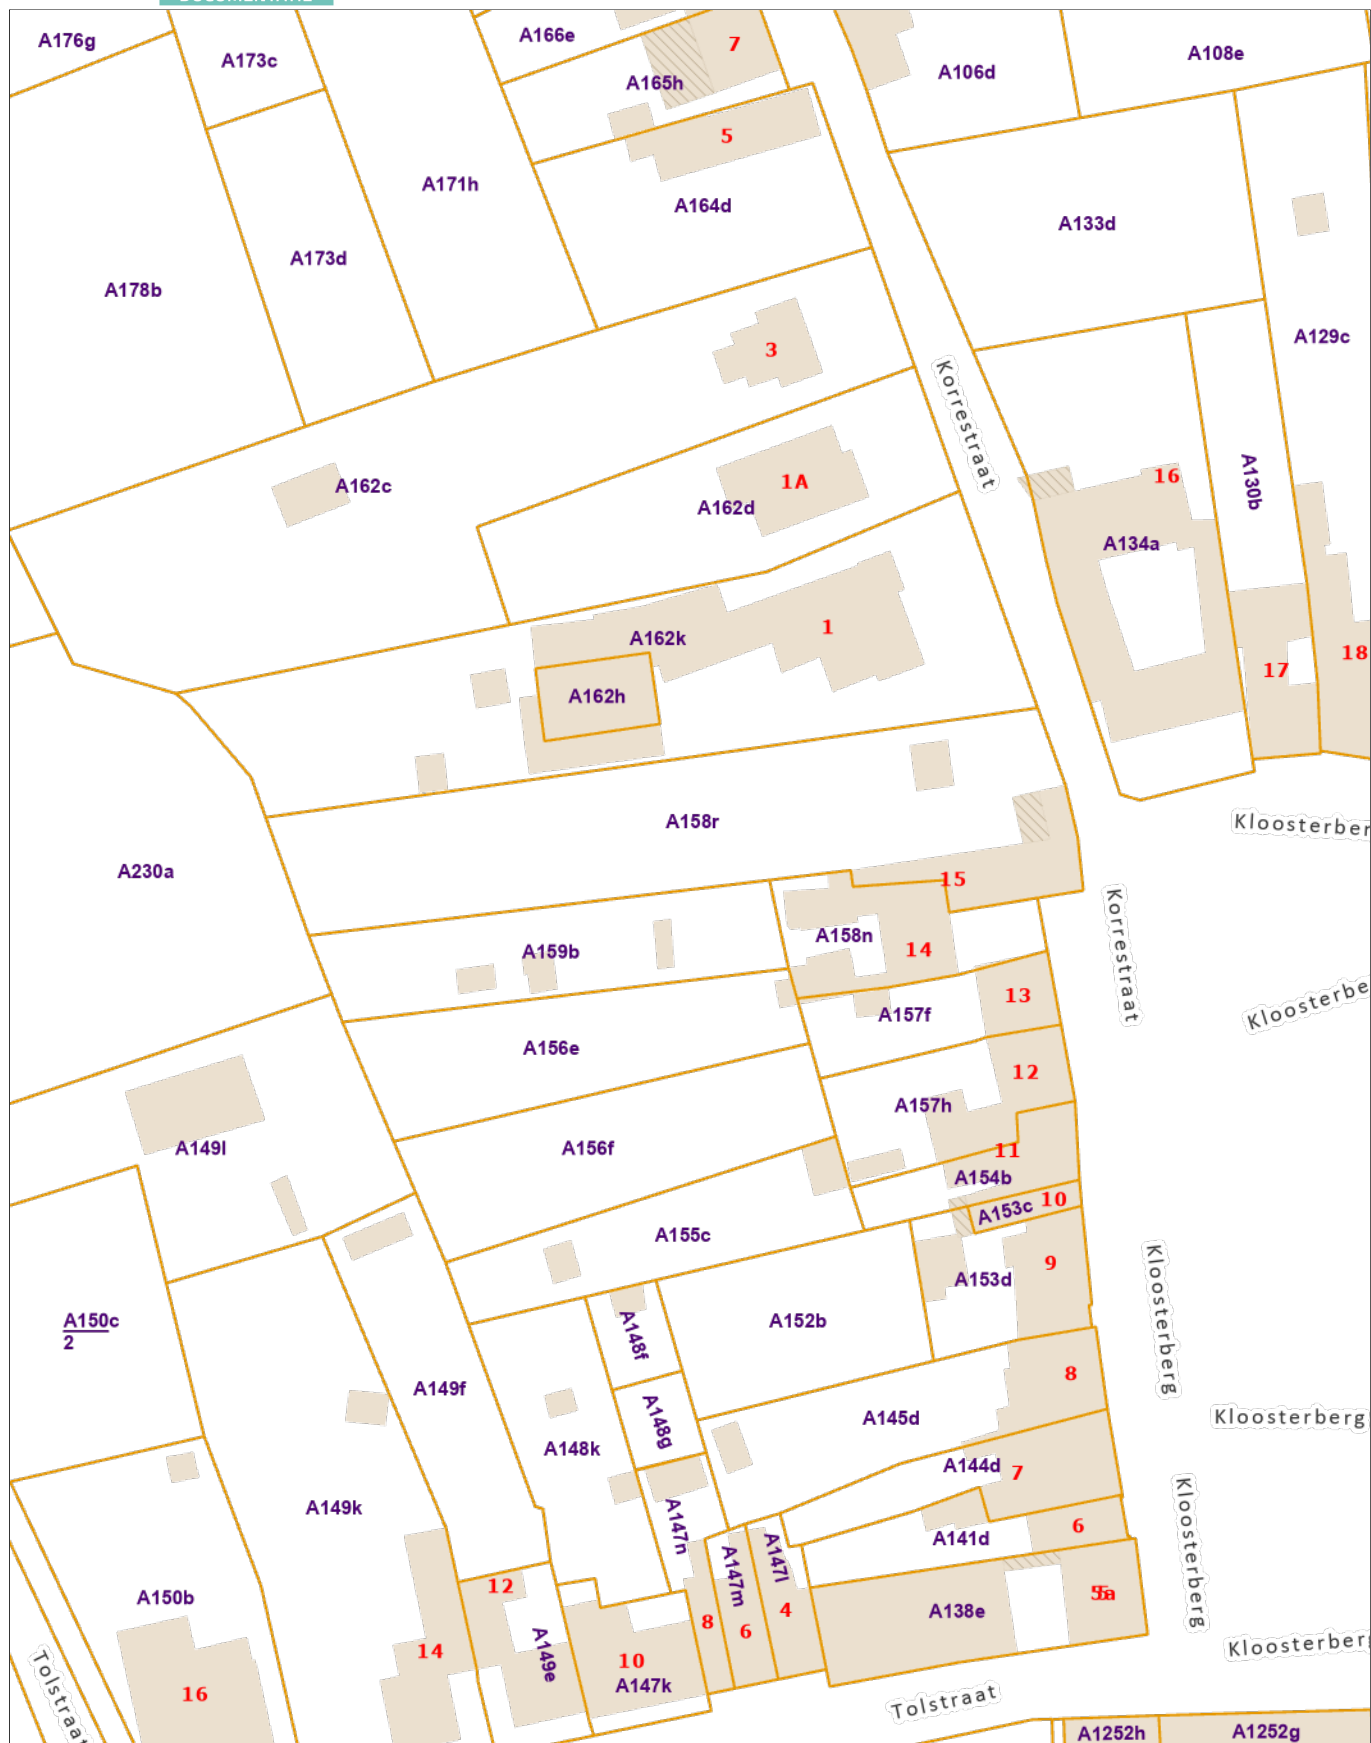 A176g
A173c
A166e
7
A165h
A106d
A108e
5
A171h
A164d
A133d
A173d
A178b
3
A129c
Korrestraat
A162c
1A
A162d
16
A130b
A134a
1
A162k
A162h
17
18
A158r
Kloosterber
A230a
15
A159b
A158n
14
Korrestraat
13
A157f
Kloosterbe
A156e
12
A157h
A149l
A156f
11
A154b
10
A153c
A155c
9
A153d
Kloosterberg
A150c
2
A152b
A148f
A149f
8
A148g
A145d
Kloosterberg
A148k
A144d
7
A149k
A147n
6
A141d
Kloosterberg
A147m
A147l
12
A150b
5a
A138e
4
8
6
A149e
14
10
A147k
Kloosterberg
16
Tolstraat
Tolstraat
A1252h
A1252g